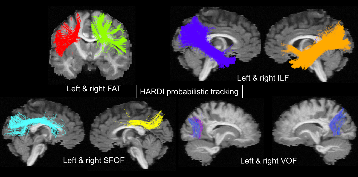 Left & right FAT
Left & right ILF
HARDI probabilistic tracking
Left & right SFOF
Left & right VOF